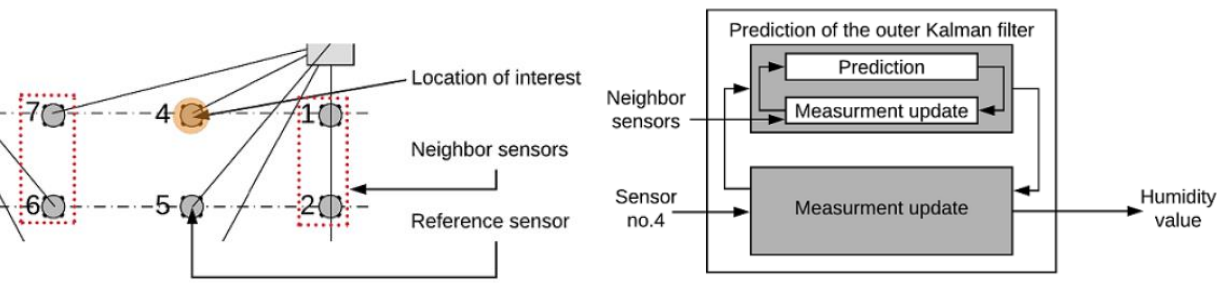 Location of interest
7
4
1
Neighbor sensors
6
5
2
Reference sensor
Prediction of the outer Kalman filter
Prediction
Measurment update
Neighbor
sensors
Measurment update
Sensor
no.4
Humidity
value